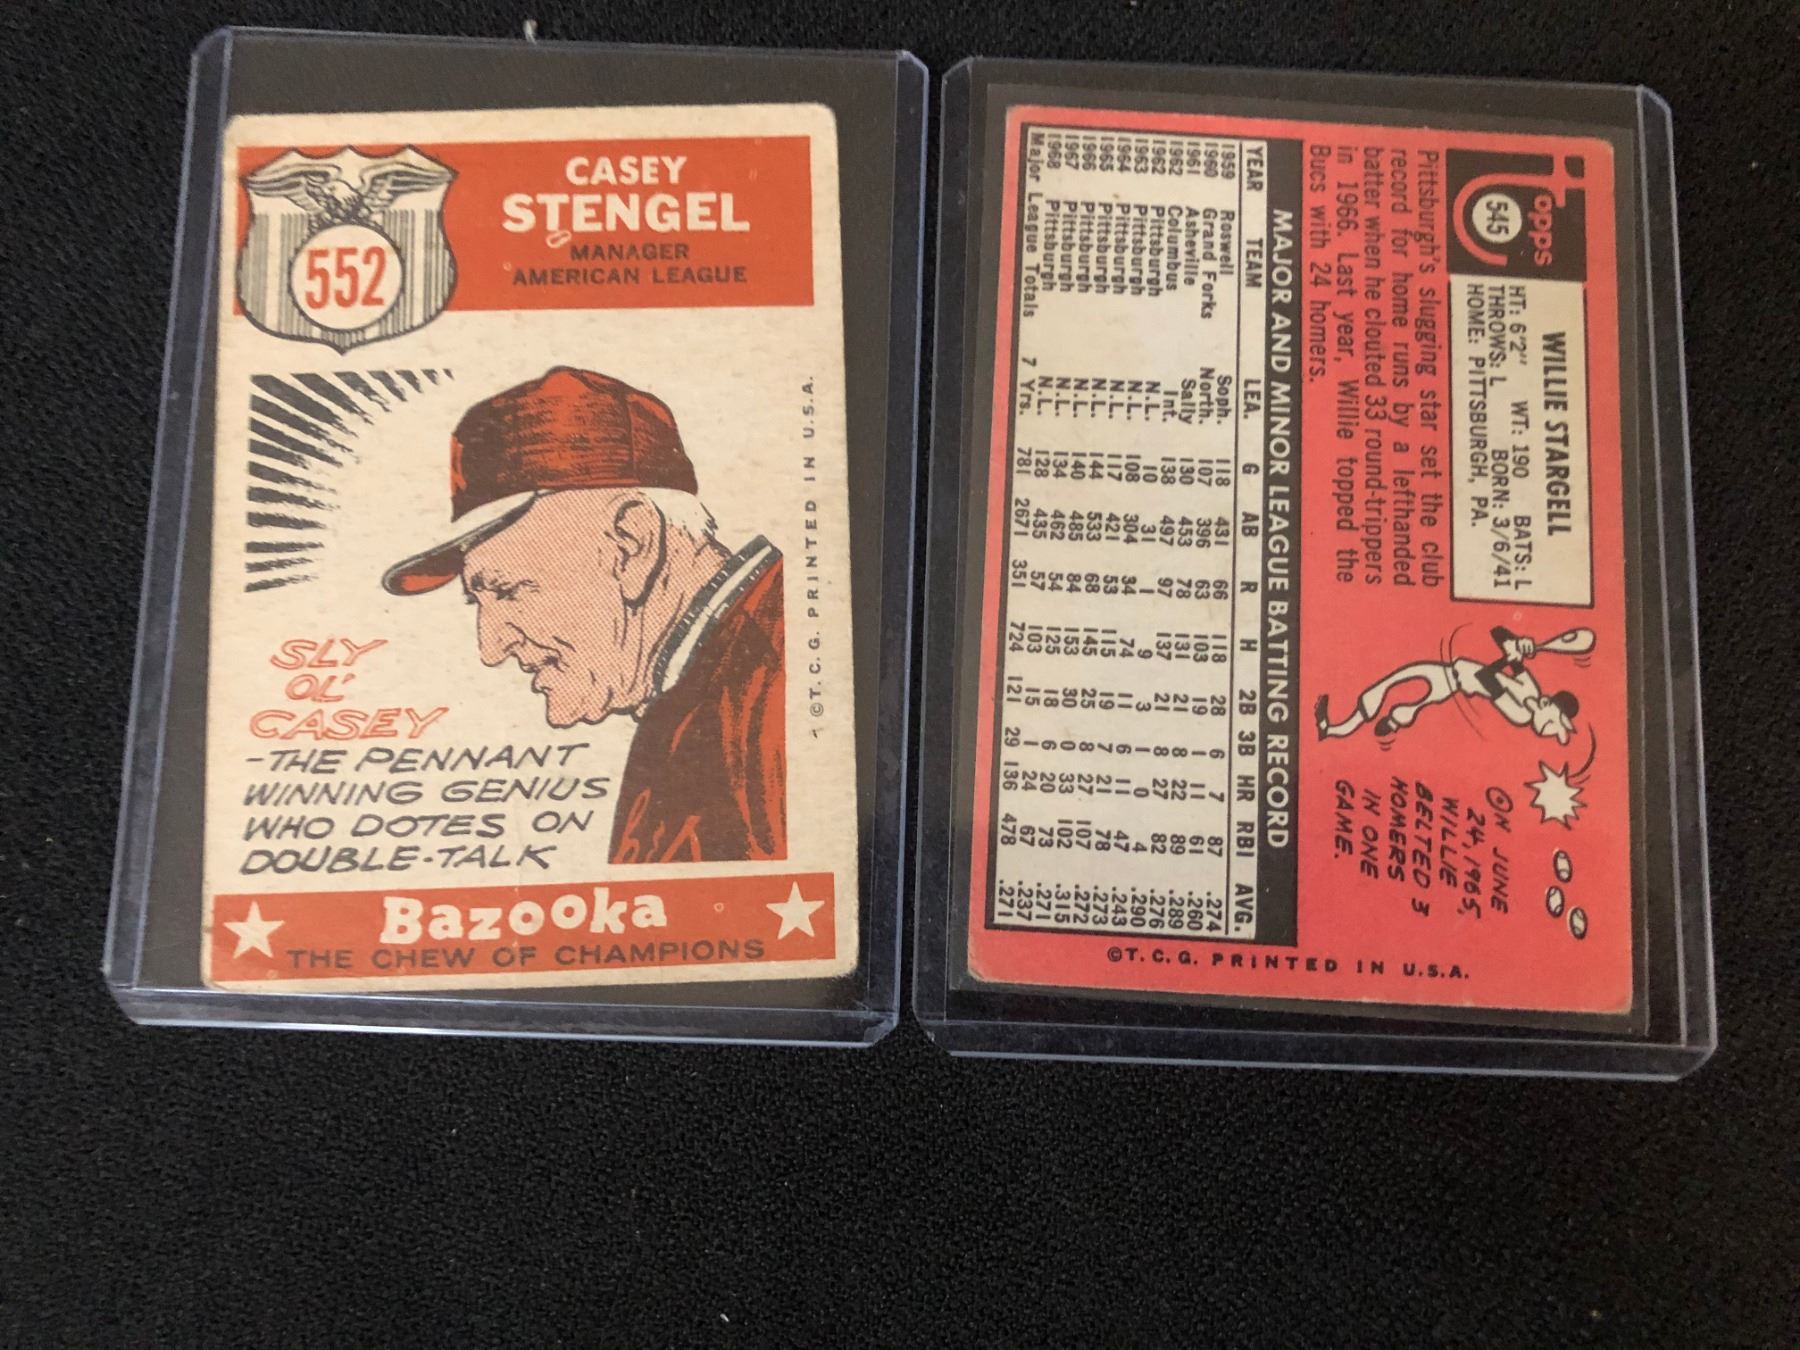 CASEY
STENGEL
MANAGER
AMERICAN LEAGUE
552
©T.C.G. PRINTED IN U.S.A.
SLY
OL'
CASEY
-THE PENNANT
WINNING GENIUS
WHO DOTES ON
DOUBLE-TALK
Bazooka
THE CHEW OF CHAMPIONS
Topps
545
WILLIE STARGELL
HT: 6'2" WT: 190 BATS: L
THROWS: L BORN: 3/6/41
HOME: PITTSBURGH, PA.
Pittsburgh's slugging star set the club
record for home runs by a lefthanded
batter when he clouted 33 round-trippers
in 1966. Last year, Willie topped the
Bucs with 24 homers.
ON JUNE
24, 1965,
WILLIE
BELTED 3
HOMERS
IN ONE
GAME.
MAJOR AND MINOR LEAGUE BATTING RECORD
YEAR TEAM LEA. G AB R H 2B 3B HR RBI AVG.
1959 Roswell Soph. 118 431 66 118 28 6 7 87 .274
1960 Grand Forks North. 107 396 63 103 19 1 11 61 .260
1961 Asheville Sally 130 453 78 131 21 8 22 89 .289
1962 Columbus Int. 138 497 97 137 21 8 27 82 .276
1962 Pittsburgh N.L. 10 31 1 9 3 1 0 4 .290
1963 Pittsburgh N.L. 108 304 34 74 11 6 11 47 .243
1964 Pittsburgh N.L. 117 421 53 115 19 7 21 78 .273
1965 Pittsburgh N.L. 144 533 68 145 25 8 27 107 .272
1966 Pittsburgh N.L. 140 485 84 153 30 0 33 102 .315
1967 Pittsburgh N.L. 134 462 54 125 18 6 20 73 .271
1968 Pittsburgh N.L. 128 435 57 103 15 1 24 67 .237
Major League Totals 7 Yrs. 781 2671 351 724 121 29 136 478 .271
©T.C.G. PRINTED IN U.S.A.